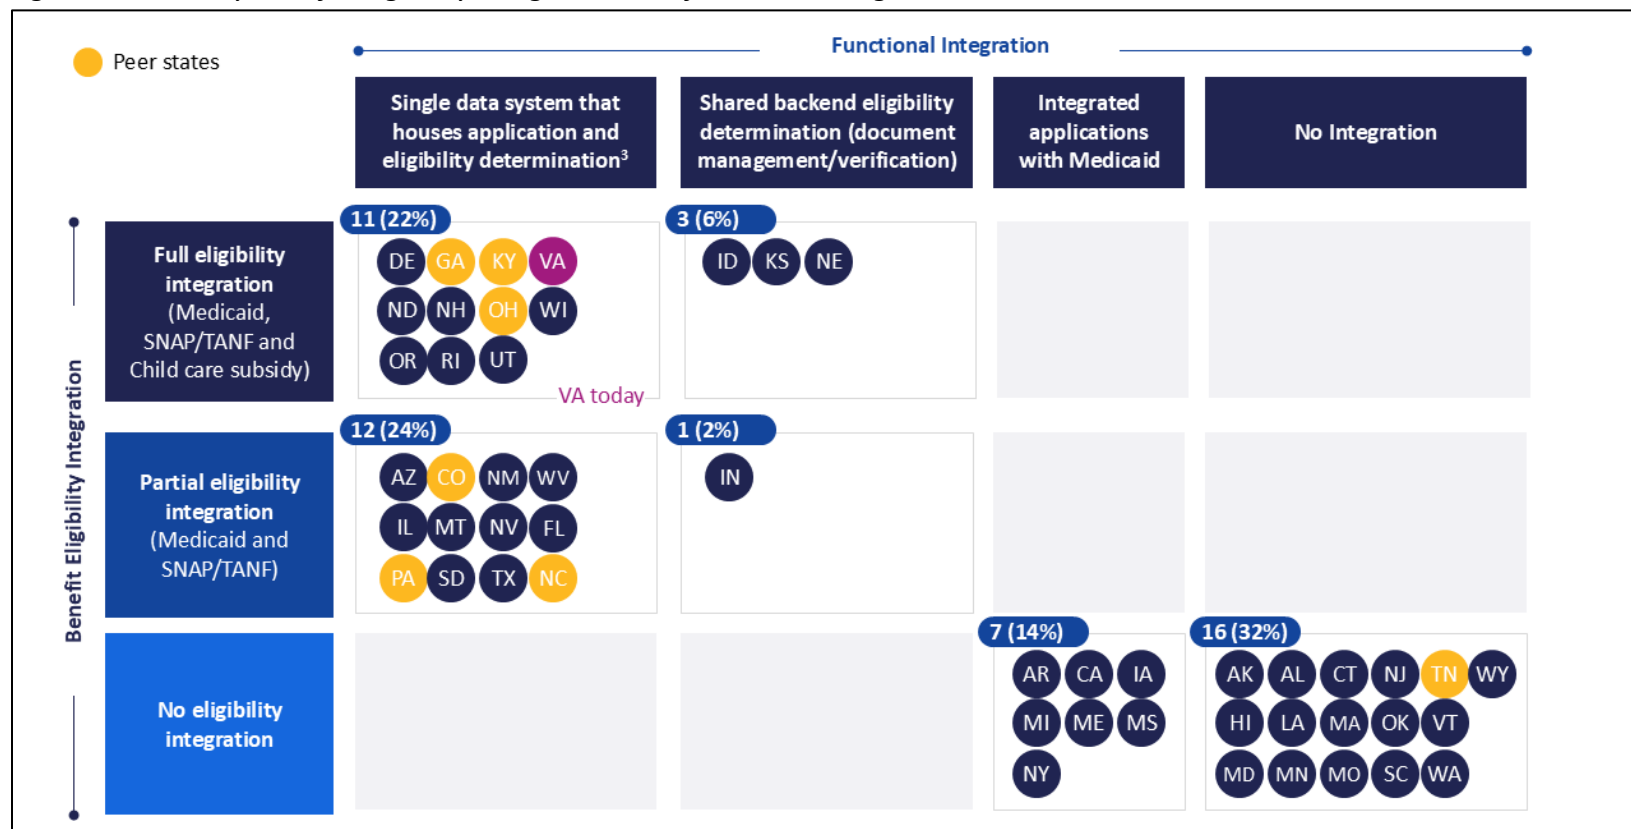 Peer states
Functional Integration
Single data system that
houses application and
eligibility determination3
Shared backend eligibility
determination (document
management/verification)
Integrated
applications
with Medicaid
No Integration
Benefit Eligibility Integration
Full eligibility
integration
(Medicaid,
SNAP/TANF and
Child care subsidy)
11 (22%)
DE GA KY VA
ND NH OH WI
OR RI UT
VA today
3 (6%)
ID KS NE
Partial eligibility
integration
(Medicaid and
SNAP/TANF)
12 (24%)
AZ CO NM WV
IL MT NV FL
PA SD TX NC
1 (2%)
IN
No eligibility
integration
7 (14%)
AR CA IA
MI ME MS
NY
16 (32%)
AK AL CT NJ TN WY
HI LA MA OK VT
MD MN MO SC WA